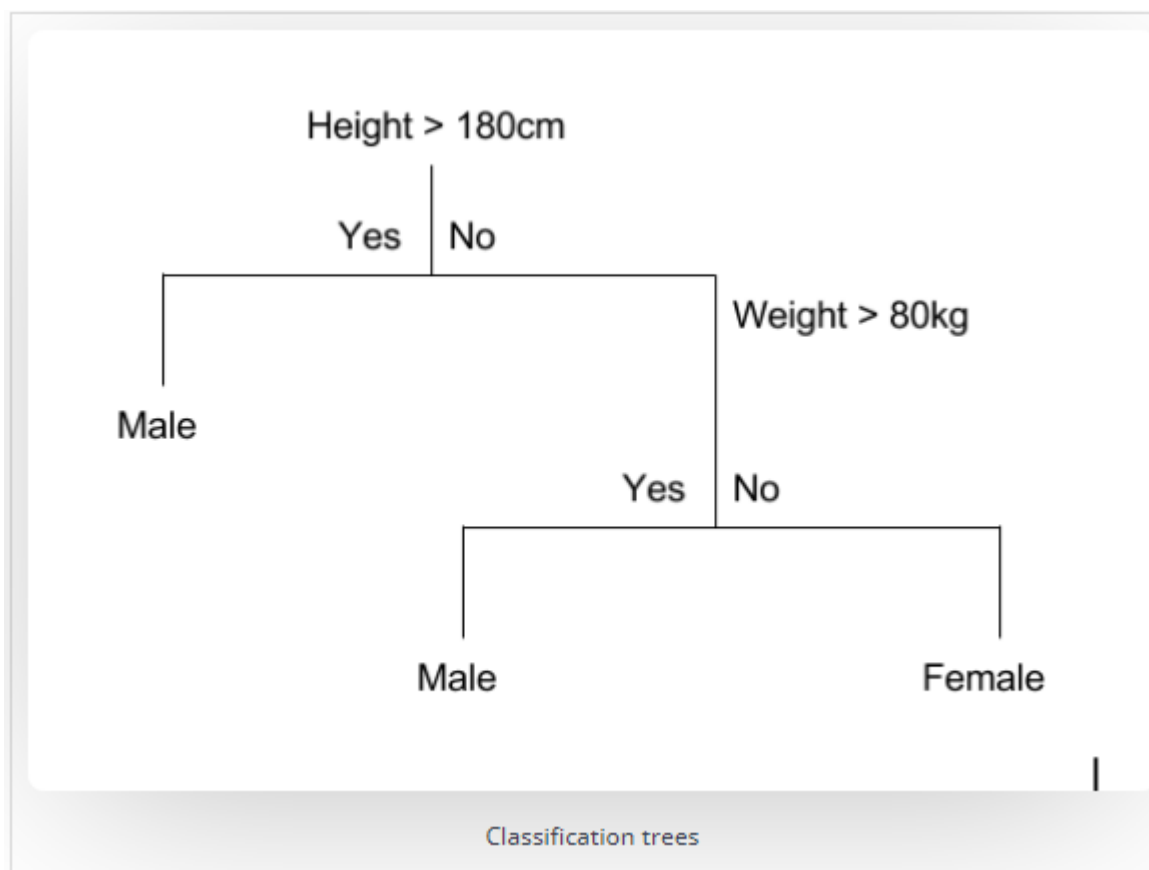 Height > 180cm
Yes No
Weight > 80kg
Male
Yes No
Male Female
Classification trees